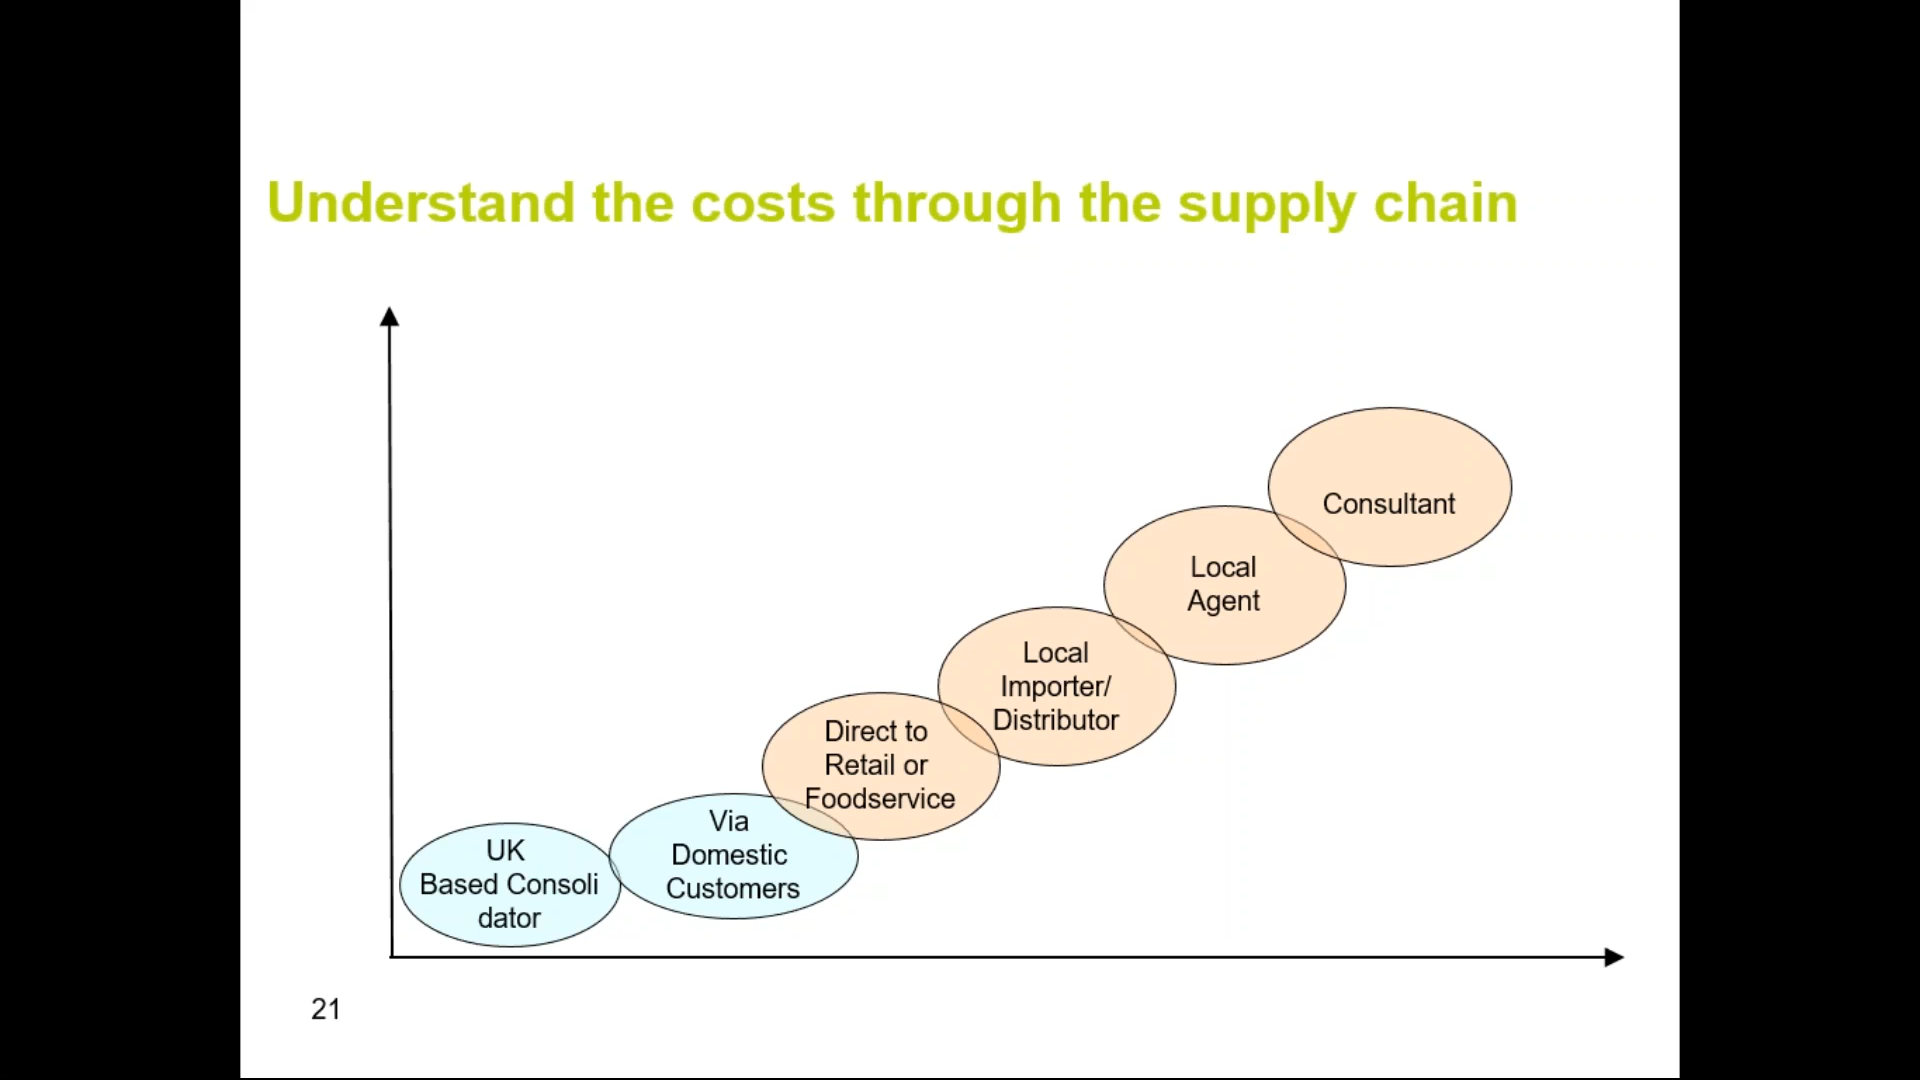 Understand the costs through the supply chain
Consultant
Local
Agent
Local
Importer/
Distributor
Direct to
Retail or
Foodservice
Via
Domestic
Customers
UK
Based Consoli
dator
21